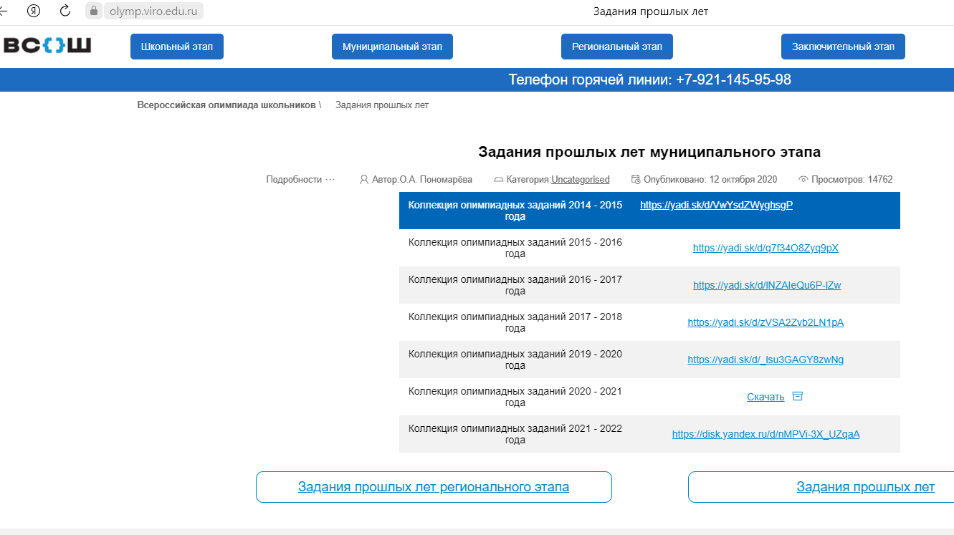 olymp.viro.edu.ru
Задания прошлых лет
ВСОШ
Школьный этап
Муниципальный этап
Региональный этап
Заключительный этап
Телефон горячей линии: +7-921-145-95-98
Всероссийская олимпиада школьников \ Задания прошлых лет
Задания прошлых лет муниципального этапа
Подробности ··· Автор:О.А. Пономарёва Категория:Uncategorised Опубликовано: 12 октября 2020 Просмотров: 14762
Коллекция олимпиадных заданий 2014 - 2015 https://yadi.sk/d/VwYsdZWyghsgP
года
Коллекция олимпиадных заданий 2015 - 2016
года
https://yadi.sk/d/q7f34O8Zyq9pX
Коллекция олимпиадных заданий 2016 - 2017
года
https://yadi.sk/d/INZAIeQu6P-IZw
Коллекция олимпиадных заданий 2017 - 2018
года
https://yadi.sk/d/zVSA2Zvb2LN1pA
Коллекция олимпиадных заданий 2019 - 2020
года
https://yadi.sk/d/_Isu3GAGY8zwNg
Коллекция олимпиадных заданий 2020 - 2021
года
Скачать
Коллекция олимпиадных заданий 2021 - 2022
года
https://disk.yandex.ru/d/nMPVi-3X_UZqaA
Задания прошлых лет регионального этапа
Задания прошлых лет